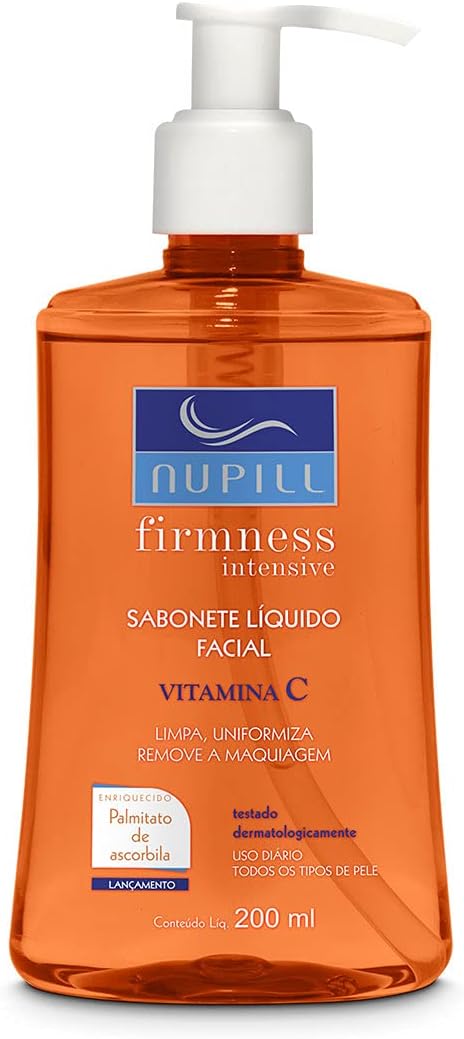 NUPILL
firmness
intensive
SABONETE LÍQUIDO
FACIAL
VITAMINA C
LIMPA, UNIFORMIZA
REMOVE A MAQUIAGEM
ENRIQUECIDO
Palmitato
de
ascorbila
LANÇAMENTO
testado
dermatologicamente
USO DIÁRIO
TODOS OS TIPOS DE PELE
Conteúdo Líq. 200 ml